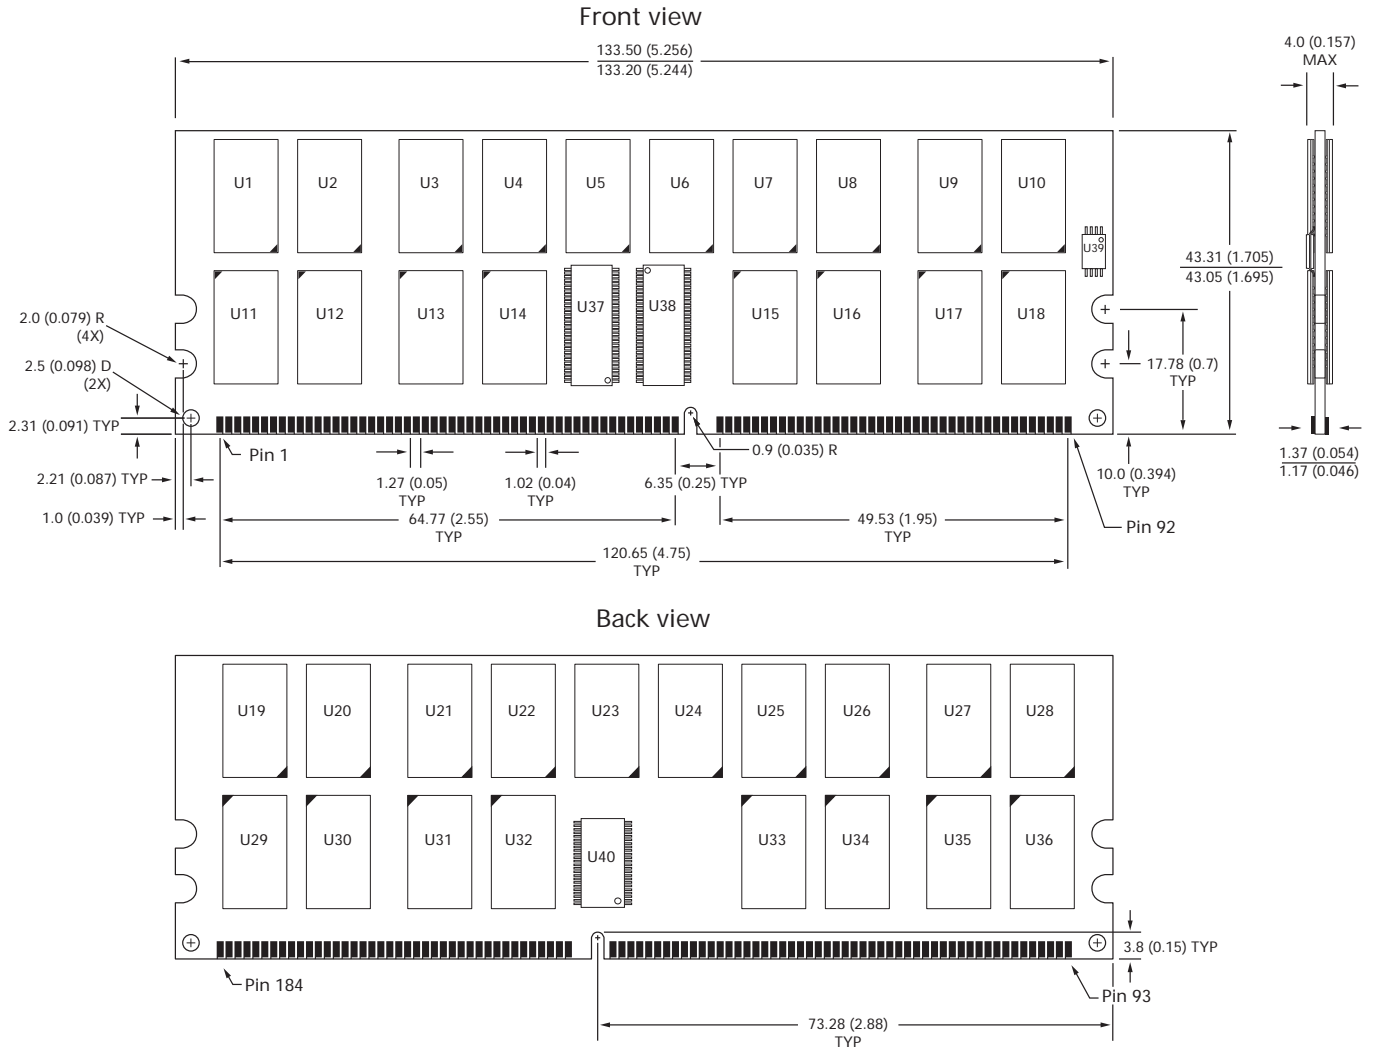 Front view
133.50 (5.256)
133.20 (5.244)
4.0 (0.157)
MAX
U1
U2
U3
U4
U5
U6
U7
U8
U9
U10
U39
43.31 (1.705)
43.05 (1.695)
U11
U12
U13
U14
U37
U38
U15
U16
U17
U18
2.0 (0.079) R
(4X)
2.5 (0.098) D
(2X)
2.31 (0.091) TYP
17.78 (0.7)
TYP
Pin 1
0.9 (0.035) R
1.37 (0.054)
1.17 (0.046)
2.21 (0.087) TYP
1.27 (0.05)
TYP
1.02 (0.04)
TYP
6.35 (0.25) TYP
10.0 (0.394)
TYP
1.0 (0.039) TYP
64.77 (2.55)
TYP
49.53 (1.95)
TYP
Pin 92
120.65 (4.75)
TYP
Back view
U19
U20
U21
U22
U23
U24
U25
U26
U27
U28
U29
U30
U31
U32
U40
U33
U34
U35
U36
3.8 (0.15) TYP
Pin 184
Pin 93
73.28 (2.88)
TYP